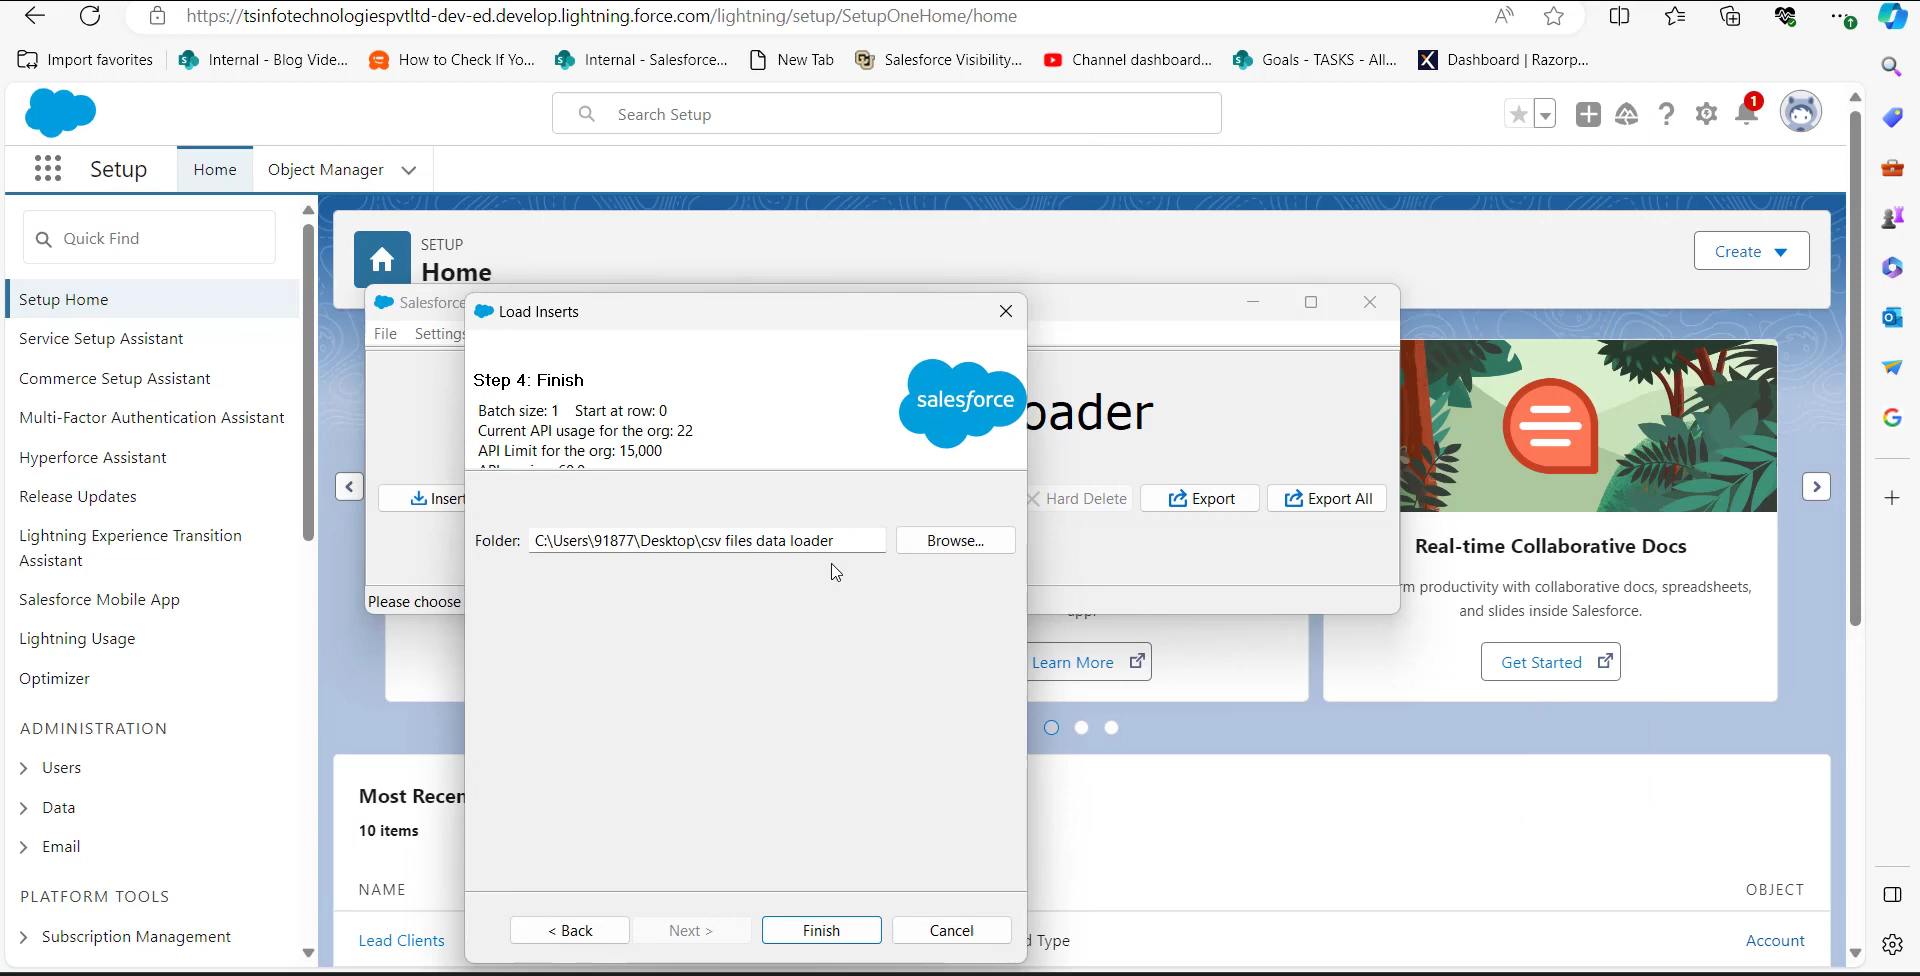 https://tsinfotechnologiespvtltd-dev-ed.develop.lightning.force.com/lightning/setup/SetupOneHome/home
Import favorites
Internal - Blog Vide...
How to Check If Yo...
Internal - Salesforce...
New Tab
Salesforce Visibility...
Channel dashboard...
Goals - TASKS - All...
Dashboard | Razorp...
Search Setup
1
Setup
Home
Object Manager
Quick Find
Setup Home
Service Setup Assistant
Commerce Setup Assistant
Multi-Factor Authentication Assistant
Hyperforce Assistant
Release Updates
Lightning Experience Transition
Assistant
Salesforce Mobile App
Lightning Usage
Optimizer
ADMINISTRATION
Users
Data
Email
PLATFORM TOOLS
Subscription Management
SETUP
Home
Create
Salesforce
File Settings
oader
Insert
Hard Delete
Export
Export All
Please choose
Load Inserts
Step 4: Finish
Batch size: 1 Start at row: 0
Current API usage for the org: 22
API Limit for the org: 15,000
salesforce
Folder:
C:\Users\91877\Desktop\csv files data loader
Browse...
< Back
Next >
Finish
Cancel
app.
Learn More
Real-time Collaborative Docs
rm productivity with collaborative docs, spreadsheets,
and slides inside Salesforce.
Get Started
Most Recen
10 items
NAME
OBJECT
Lead Clients
d Type
Account